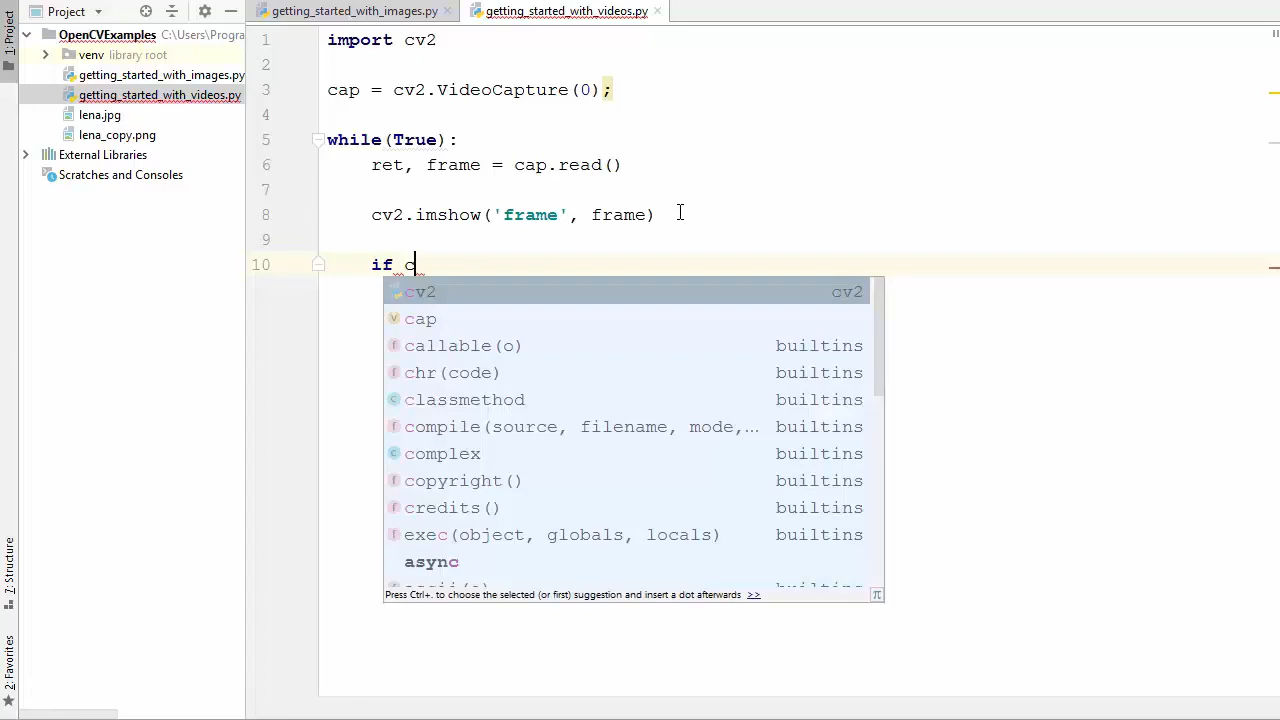 Project
getting_started_with_images.py
getting_started_with_videos.py
1: Project
OpenCVExamples C:\Users\Progra
venv library root
getting_started_with_images.py
getting_started_with_videos.py
lena.jpg
lena_copy.png
External Libraries
Scratches and Consoles
7: Structure
2: Favorites
1 import cv2
2
3 cap = cv2.VideoCapture(0);
4
5 while(True):
6 ret, frame = cap.read()
7
8 cv2.imshow('frame', frame)
9
10 if c
cv2 cv2
cap
callable(o) builtins
chr(code) builtins
classmethod builtins
compile(source, filename, mode,... builtins
complex builtins
copyright() builtins
credits() builtins
exec(object, globals, locals) builtins
async
Press Ctrl+. to choose the selected (or first) suggestion and insert a dot afterwards >>
π